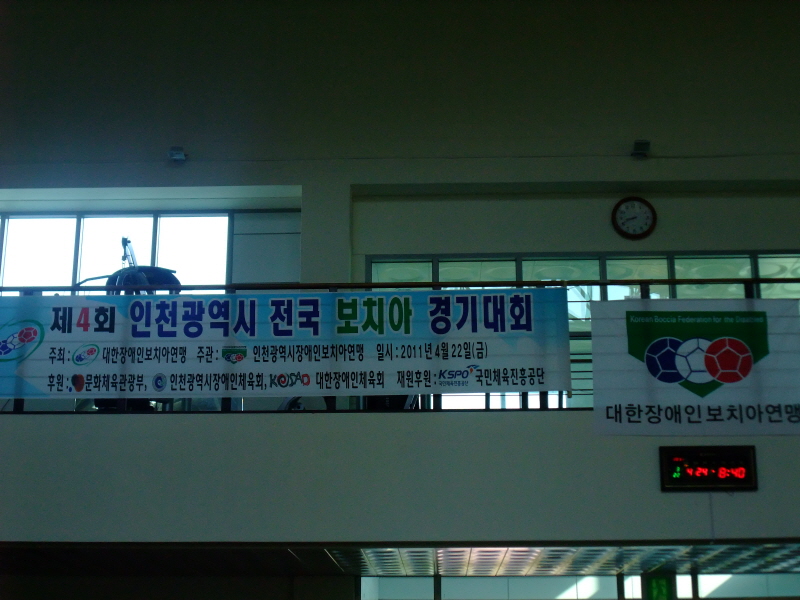 제4회 인천광역시 전국 보치아 경기대회
주최 : 대한장애인보치아연맹 주관 : 인천광역시장애인보치아연맹 일시 : 2011년 4월 22일(금)
후원 : 문화체육관광부, 인천광역시장애인체육회, KOSAD 대한장애인체육회 재원후원 : KSPO 국민체육진흥공단
Korean Boccia Federation for the Disabled
대한장애인보치아연맹
4-24 8:40